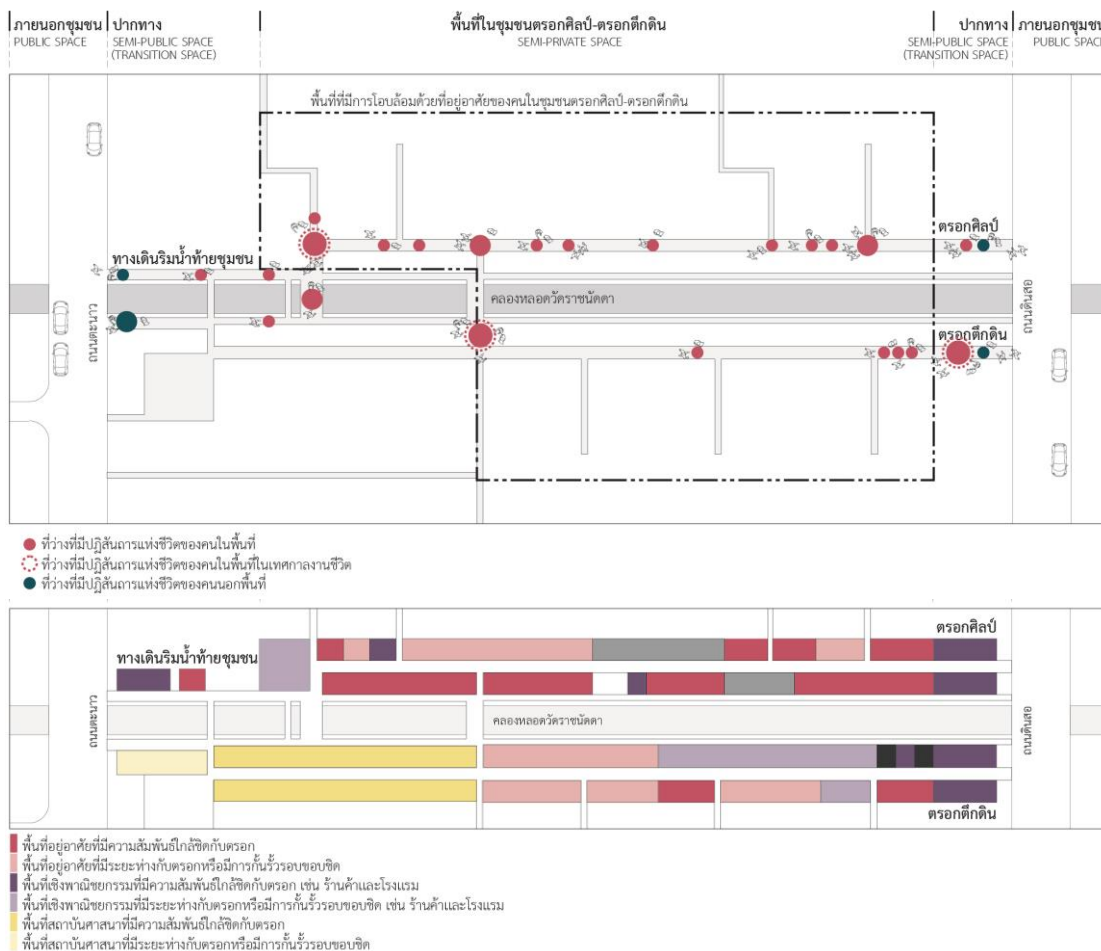 ภายนอกชุมชน
PUBLIC SPACE
ปากทาง
SEMI-PUBLIC SPACE
(TRANSITION SPACE)
พื้นที่ในชุมชนตรอกศิลป์-ตรอกตึกดิน
SEMI-PRIVATE SPACE
ปากทาง
SEMI-PUBLIC SPACE
(TRANSITION SPACE)
ภายนอกชุมชน
PUBLIC SPACE
พื้นที่ที่มีการโอบล้อมด้วยที่อยู่อาศัยของคนในชุมชนตรอกศิลป์-ตรอกตึกดิน
ตรอกศิลป์
ทางเดินริมน้ำท้ายชุมชน
คลองหลอดวัดราชนัดดา
ถนนตะนาว
ถนนดินสอ
ตรอกตึกดิน
ที่ว่างที่มีปฏิสันถารแห่งชีวิตของคนในพื้นที่
ที่ว่างที่มีปฏิสันถารแห่งชีวิตของคนในพื้นที่ในเทศกาลงานชีวิต
ที่ว่างที่มีปฏิสันถารแห่งชีวิตของคนนอกพื้นที่
ตรอกศิลป์
ทางเดินริมน้ำท้ายชุมชน
คลองหลอดวัดราชนัดดา
ถนนตะนาว
ถนนดินสอ
ตรอกตึกดิน
พื้นที่อยู่อาศัยที่มีความสัมพันธ์ใกล้ชิดกับตรอก
พื้นที่อยู่อาศัยที่มีระยะห่างกับตรอกหรือมีการกั้นรั้วรอบขอบชิด
พื้นที่เชิงพาณิชยกรรมที่มีความสัมพันธ์ใกล้ชิดกับตรอก เช่น ร้านค้าและโรงแรม
พื้นที่เชิงพาณิชยกรรมที่มีระยะห่างกับตรอกหรือมีการกั้นรั้วรอบขอบชิด เช่น ร้านค้าและโรงแรม
พื้นที่สถาบันศาสนาที่มีความสัมพันธ์ใกล้ชิดกับตรอก
พื้นที่สถาบันศาสนาที่มีระยะห่างกับตรอกหรือมีการกั้นรั้วรอบขอบชิด